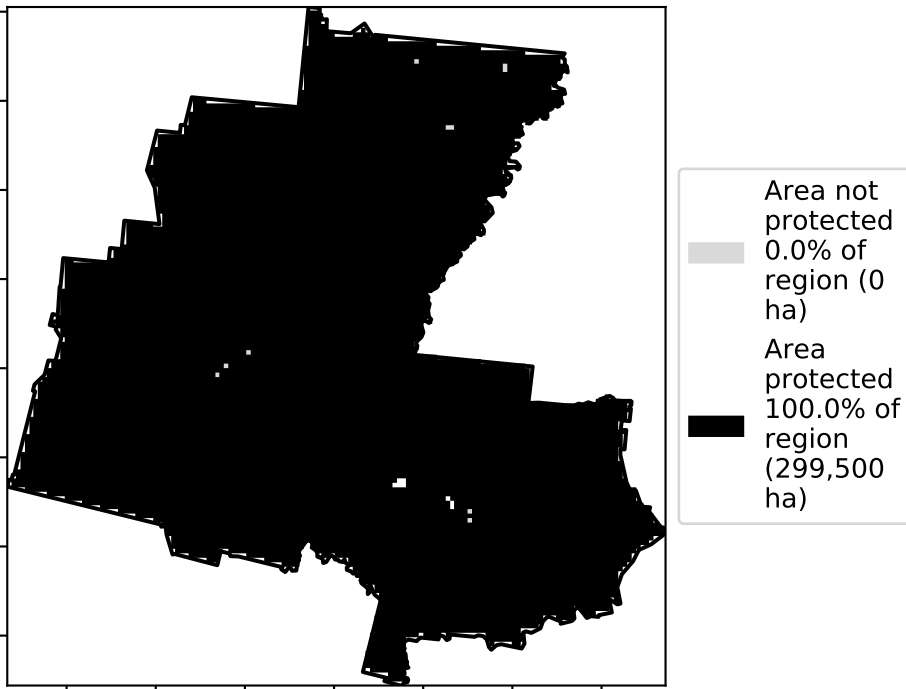 Area not
protected
0.0% of
region (0
ha)
Area
protected
100.0% of
region
(299,500
ha)